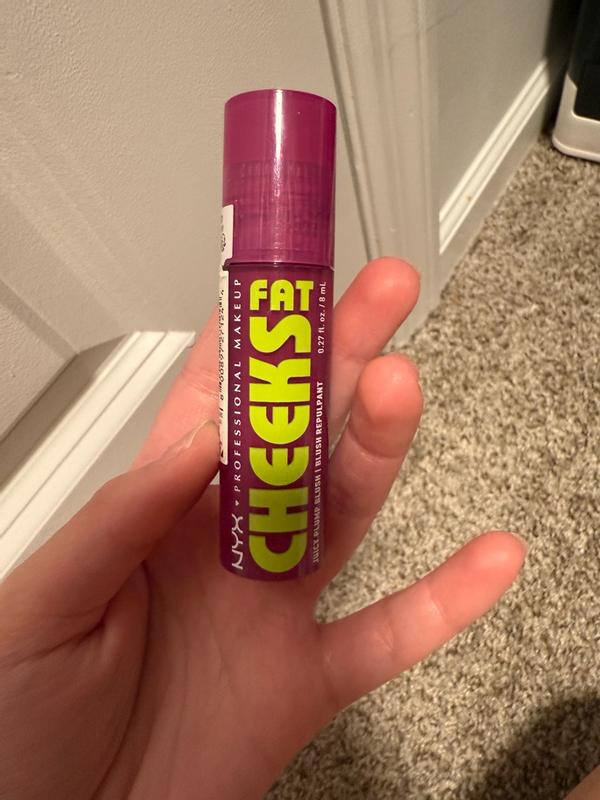 FAT
CHEEKS
NYX PROFESSIONAL MAKEUP
0.27 fl. oz. / 8 mL
JUICY PLUMP BLUSH | BLUSH REPULPANT